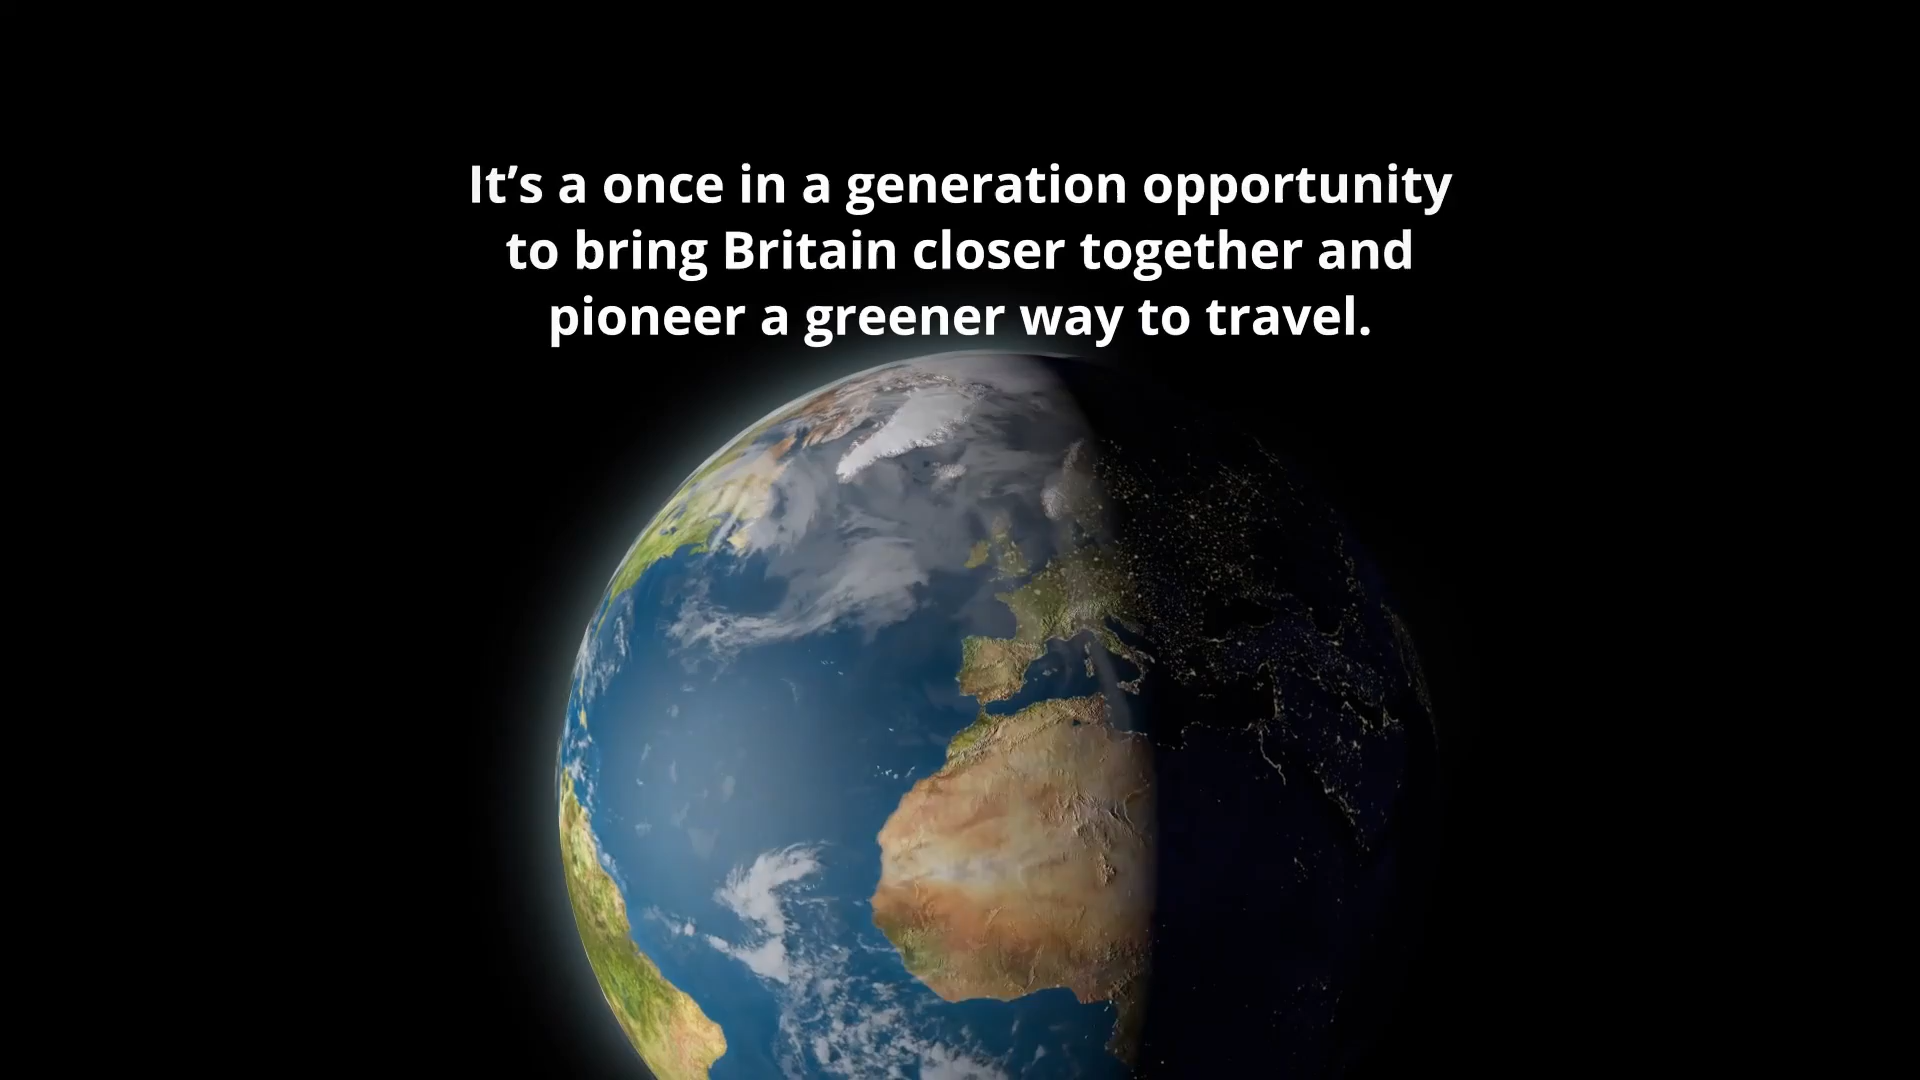 It’s a once in a generation opportunity
to bring Britain closer together and
pioneer a greener way to travel.